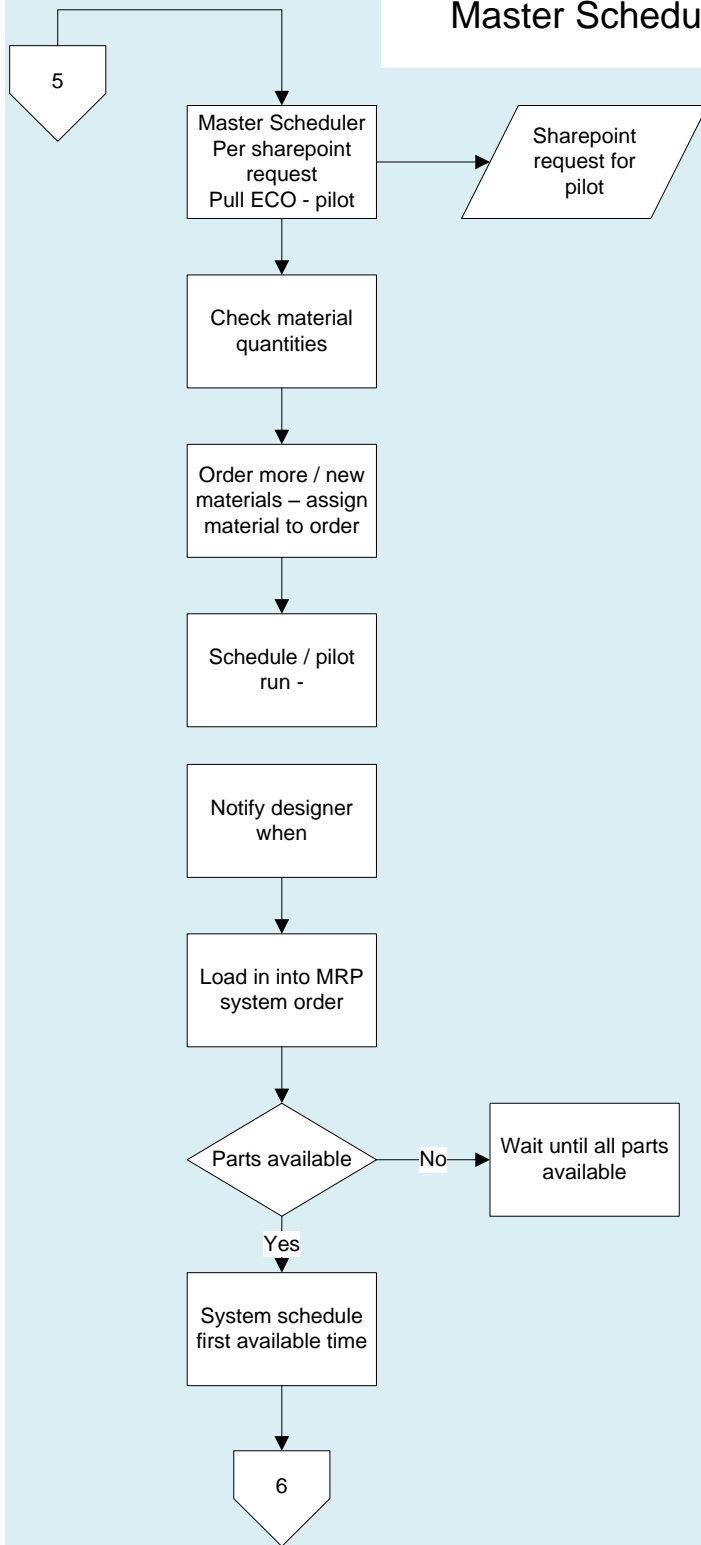 Master Schedu
5
Master Scheduler
Per sharepoint
request
Pull ECO - pilot
Sharepoint
request for
pilot
Check material
quantities
Order more / new
materials – assign
material to order
Schedule / pilot
run -
Notify designer
when
Load in into MRP
system order
Parts available
No
Wait until all parts
available
Yes
System schedule
first available time
6